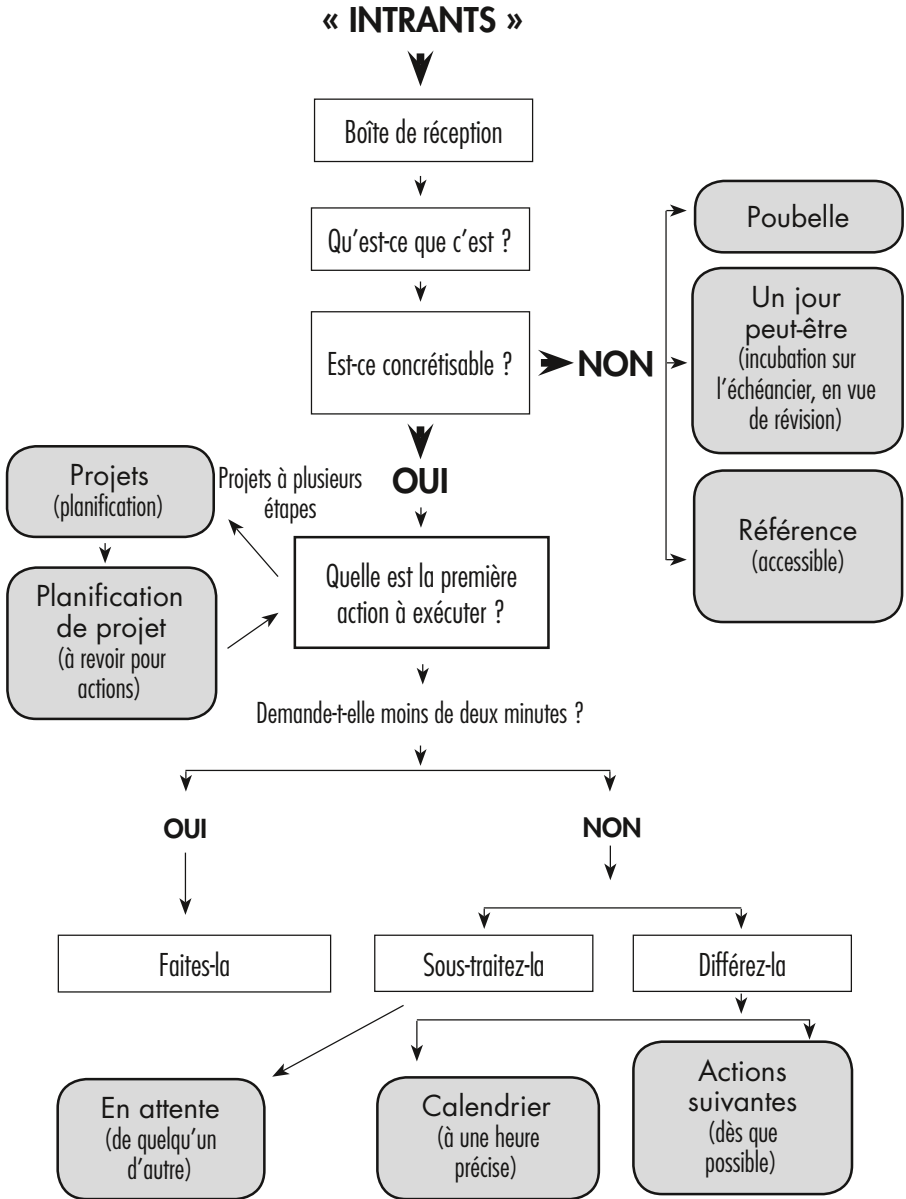 « INTRANTS »
Boîte de réception
Qu’est-ce que c’est ?
Est-ce concrétisable ?
NON
Poubelle
Un jour
peut-être
(incubation sur
l’échéancier, en vue
de révision)
Référence
(accessible)
OUI
Projets à plusieurs
étapes
Projets
(planification)
Planification
de projet
(à revoir pour
actions)
Quelle est la première
action à exécuter ?
Demande-t-elle moins de deux minutes ?
OUI
NON
Faites-la
Sous-traitez-la
Différez-la
En attente
(de quelqu’un
d’autre)
Calendrier
(à une heure
précise)
Actions
suivantes
(dès que
possible)